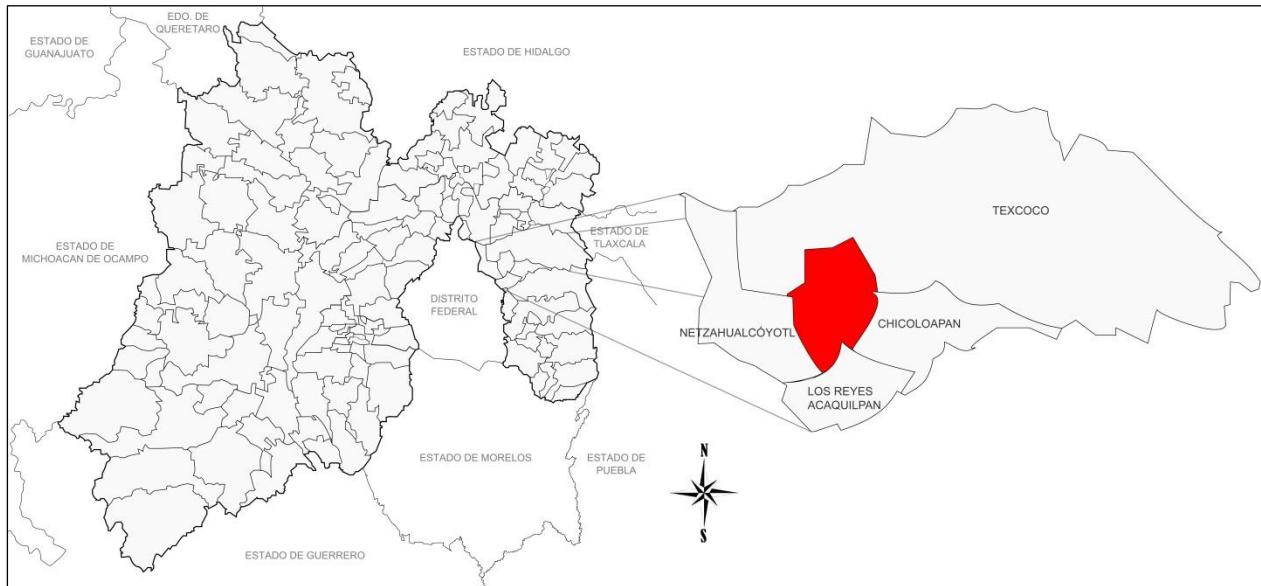 EDO. DE
QUERETARO
ESTADO DE
GUANAJUATO
ESTADO DE HIDALGO
ESTADO DE
MICHOACAN DE OCAMPO
ESTADO DE
TLAXCALA
DISTRITO
FEDERAL
ESTADO DE MORELOS
ESTADO DE
PUEBLA
ESTADO DE GUERRERO
TEXCOCO
NETZAHUALCÓYOTL
CHICOLOAPAN
LOS REYES
ACAQUILPAN
N
S